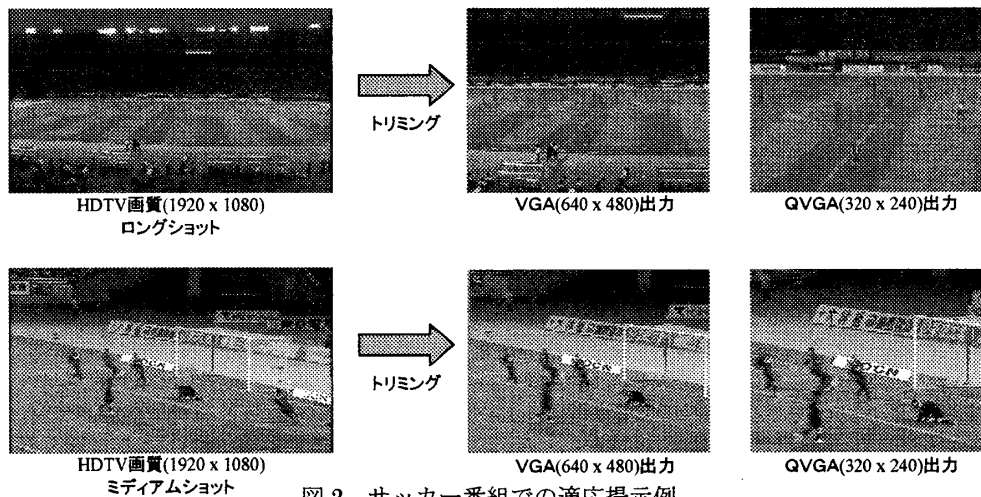 トリミング
HDTV画質(1920 x 1080)
ロングショット
VGA(640 x 480)出力
QVGA(320 x 240)出力
トリミング
HDTV画質(1920 x 1080)
ミディアムショット
VGA(640 x 480)出力
QVGA(320 x 240)出力
図2 サッカー番組での適応提示例